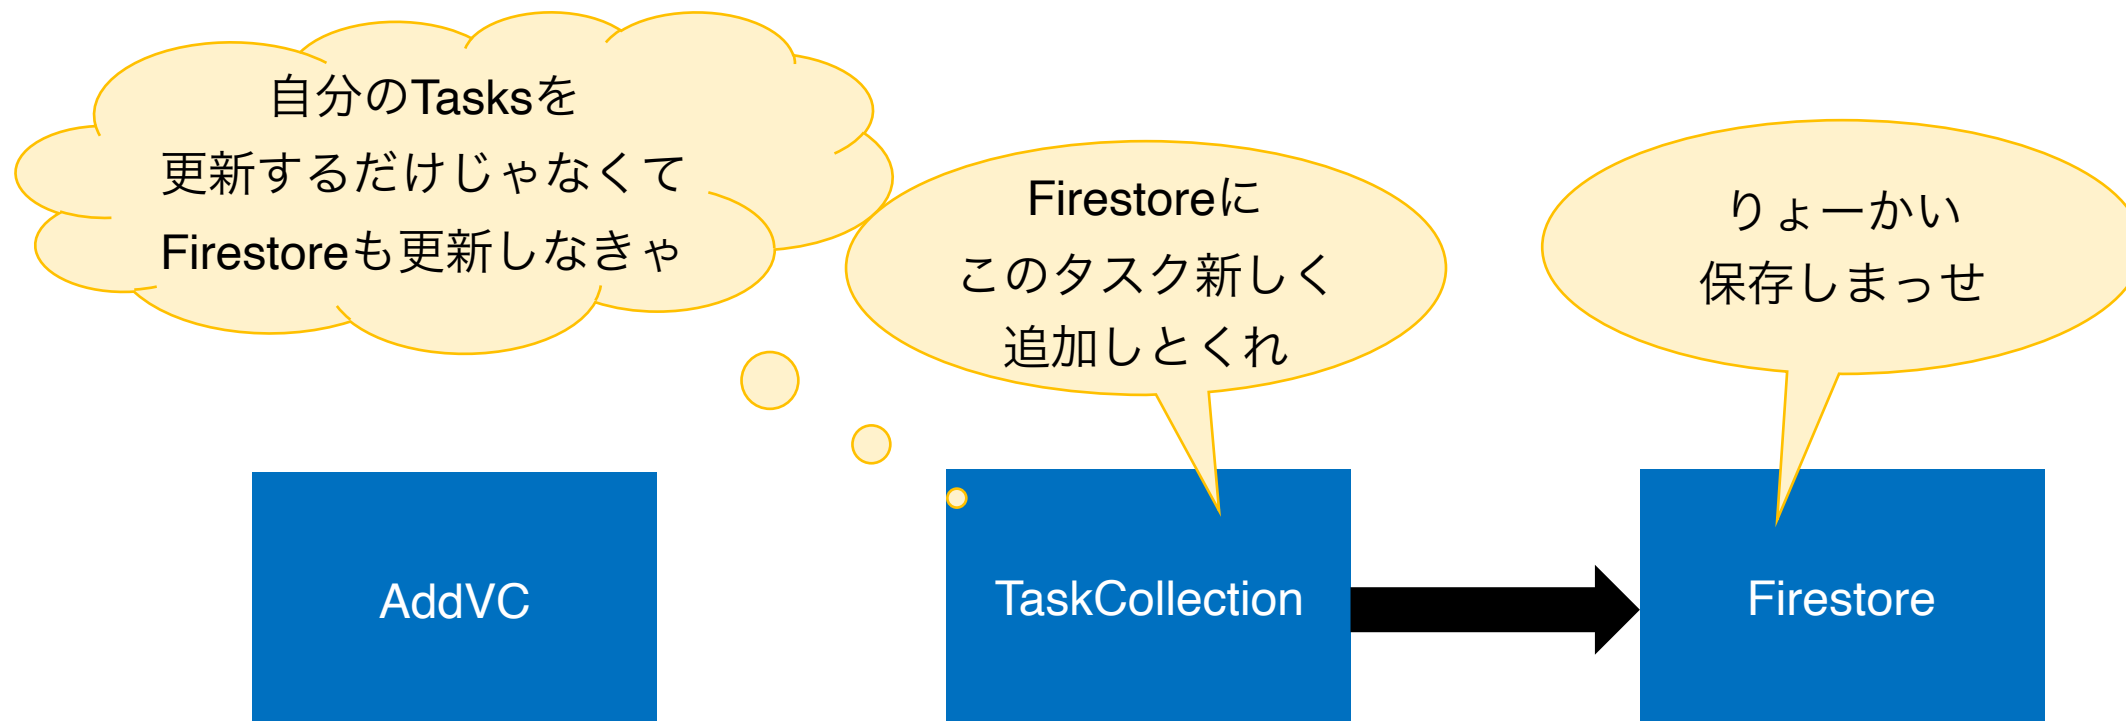 自分のTasksを
更新するだけじゃなくて
Firestoreも更新しなきゃ
Firestoreに
このタスク新しく
追加しとくれ
りょーかい
保存しまっせ
AddVC
TaskCollection
Firestore